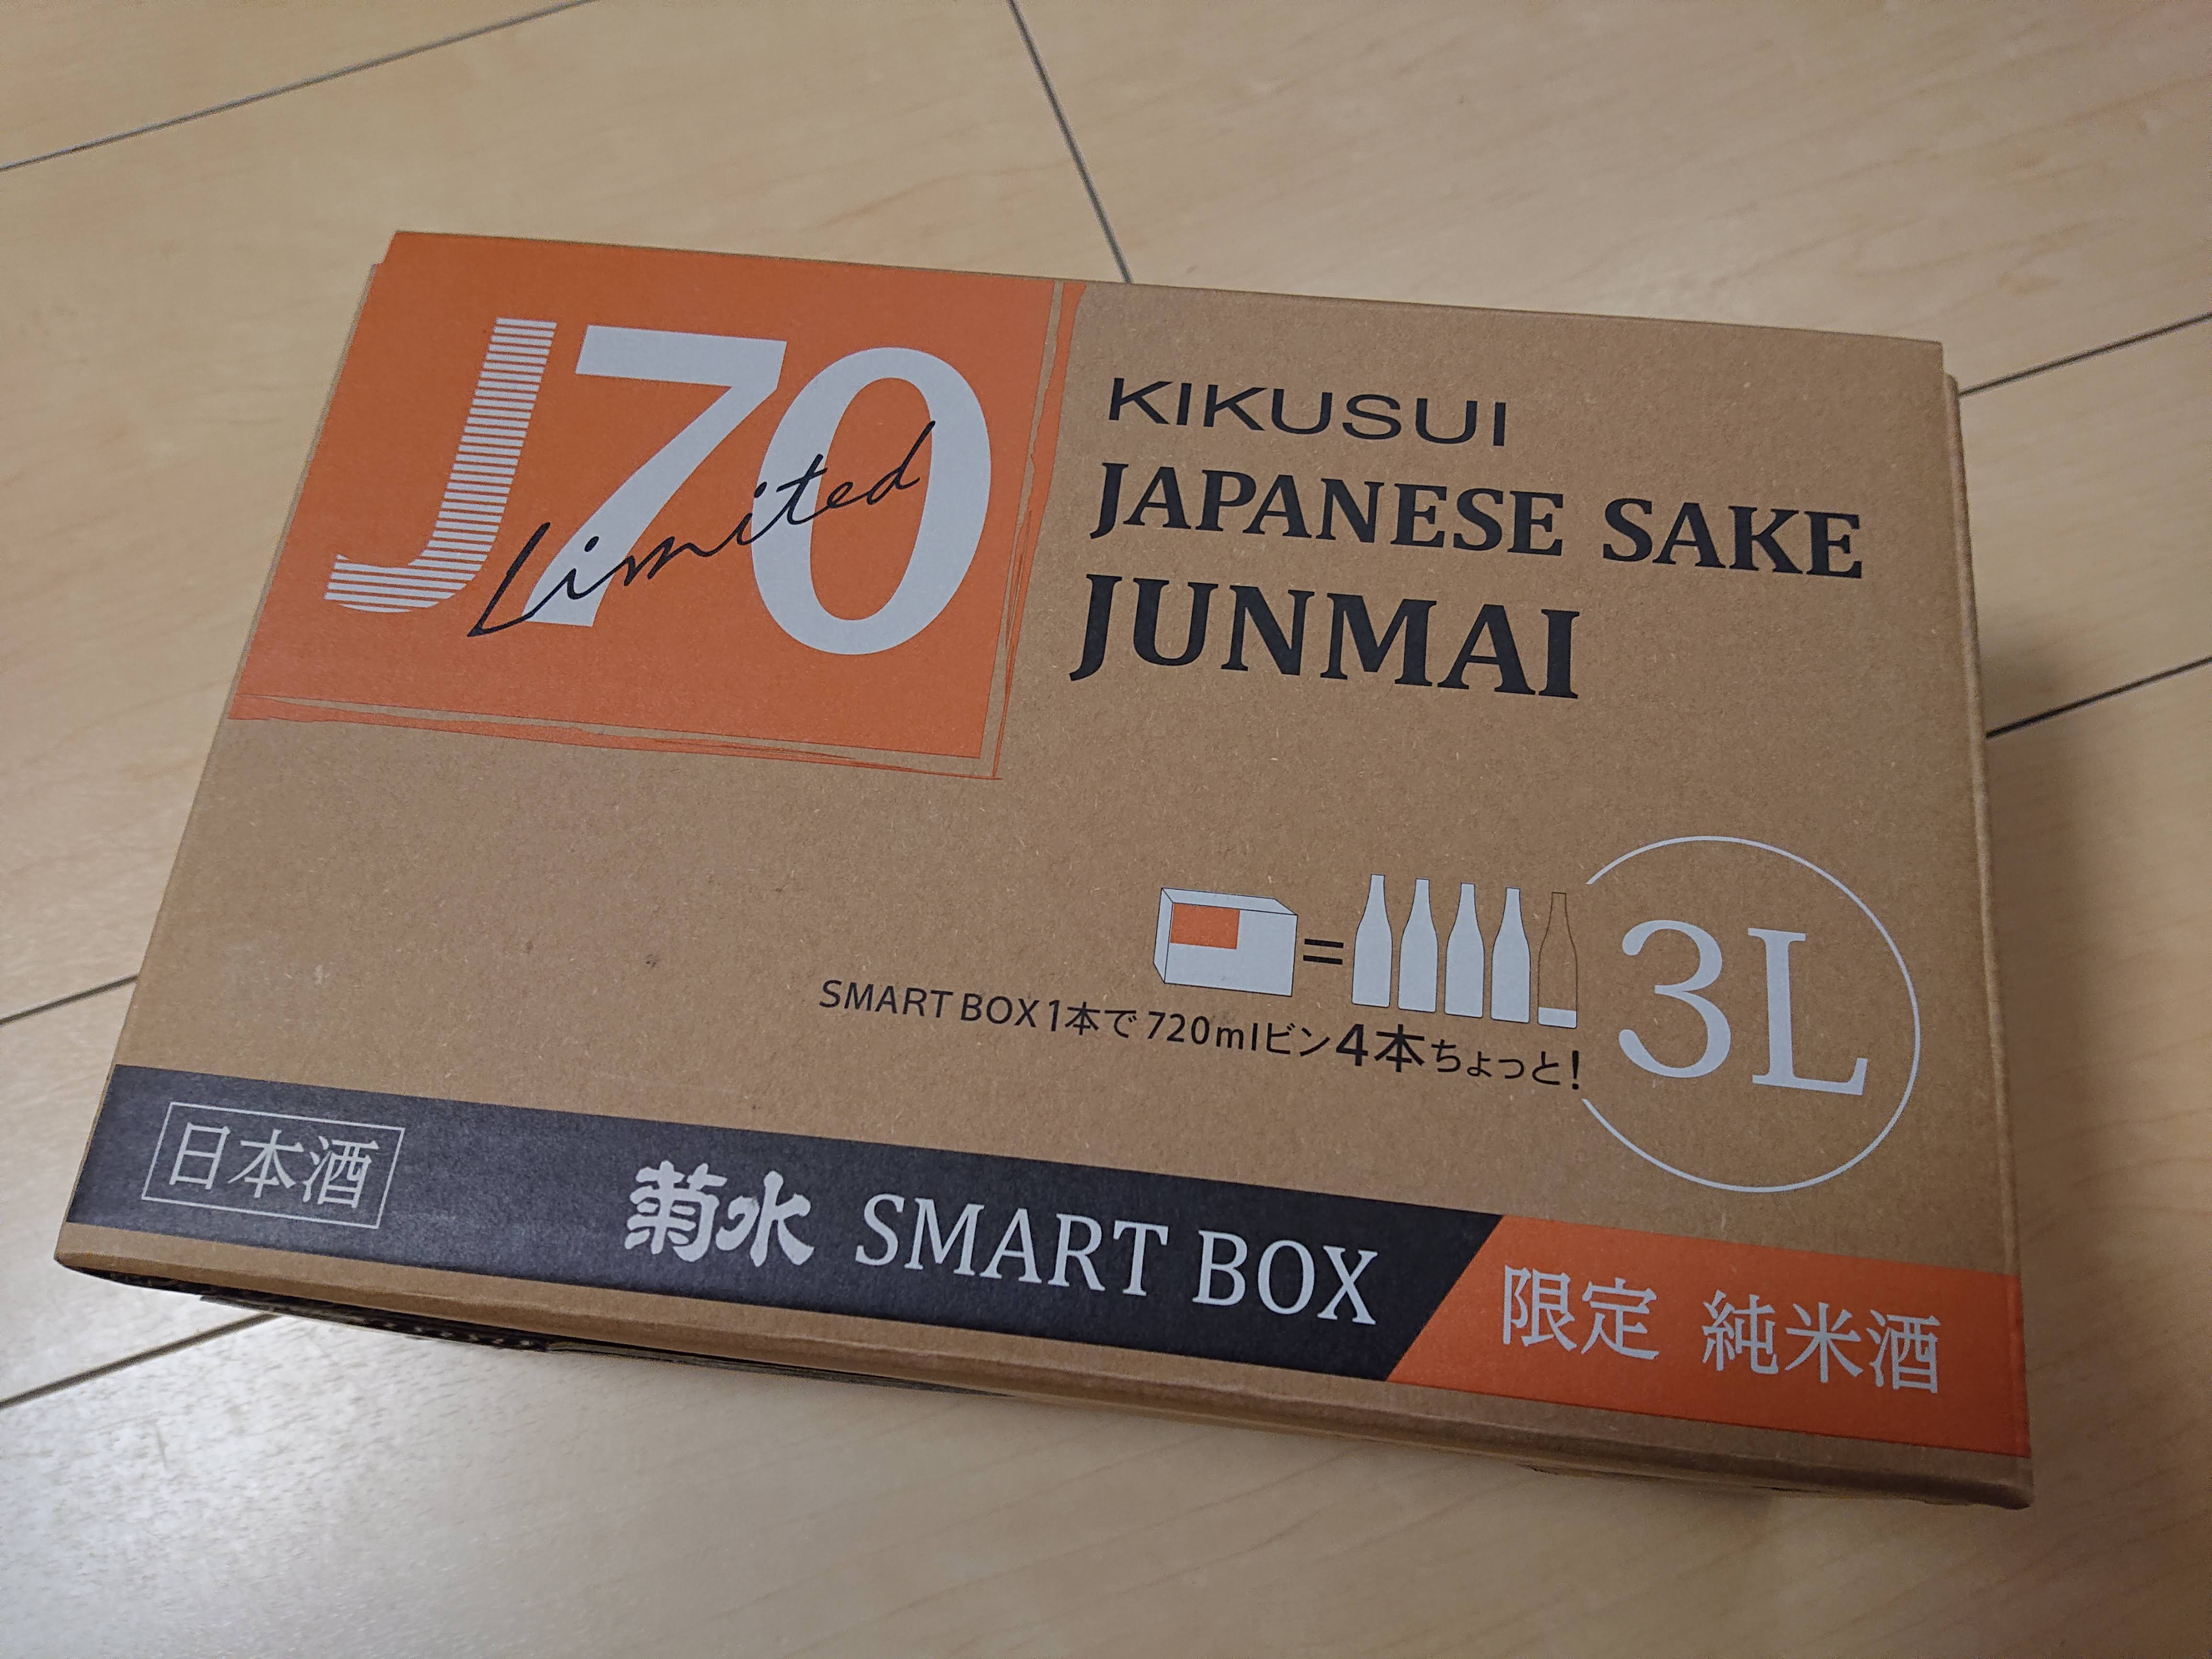 J70
Limited
KIKUSUI
JAPANESE SAKE
JUNMAI
=
3L
SMART BOX 1本で 720mlビン4本ちょっと!
日本酒
菊水 SMART BOX
限定 純米酒